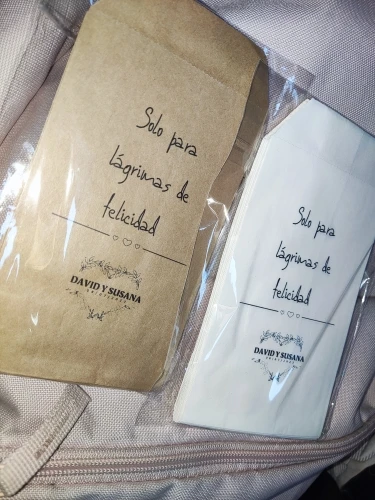 Solo para
lágrimas de
felicidad
DAVID Y SUSANA
Solo para
lágrimas de
felicidad
DAVID Y SUSANA